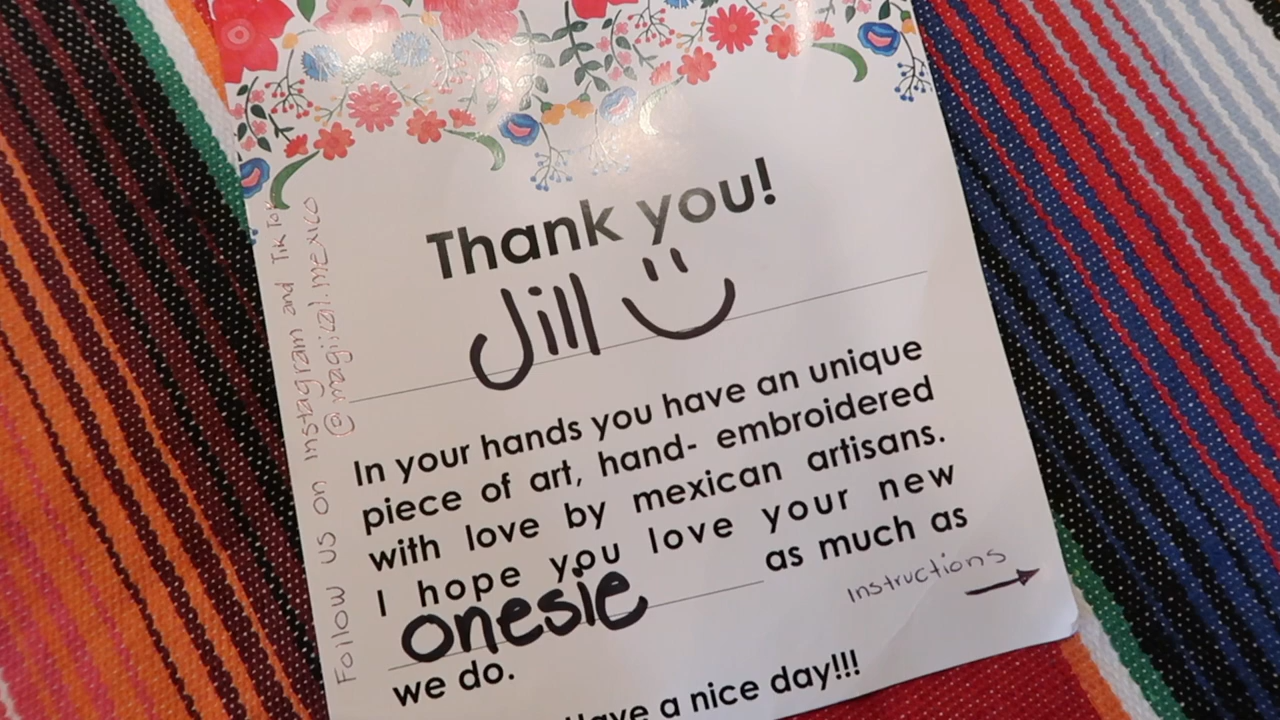 Thank you!
Jill
In your hands you have an unique
piece of art, hand- embroidered
with love by mexican artisans.
I hope you love your new
onesie as much as
we do.
Have a nice day!!!
Instructions
Follow us on Instagram and Tik Tok
@magiical.mexico